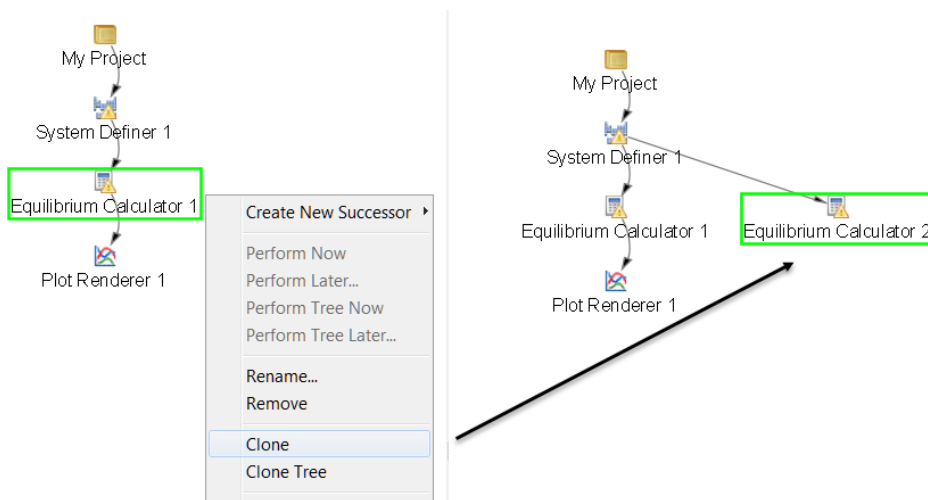 My Project
System Definer 1
Equilibrium Calculator 1
Plot Renderer 1
Create New Successor
Perform Now
Perform Later...
Perform Tree Now
Perform Tree Later...
Rename...
Remove
Clone
Clone Tree
My Project
System Definer 1
Equilibrium Calculator 1
Equilibrium Calculator 2
Plot Renderer 1